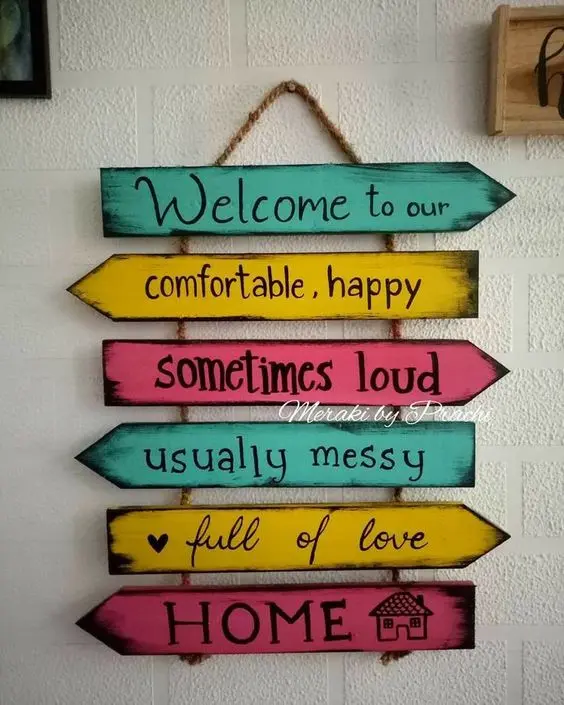 Welcome to our
comfortable, happy
sometimes loud
Meraki by Prachi
usually messy
full of love
HOME